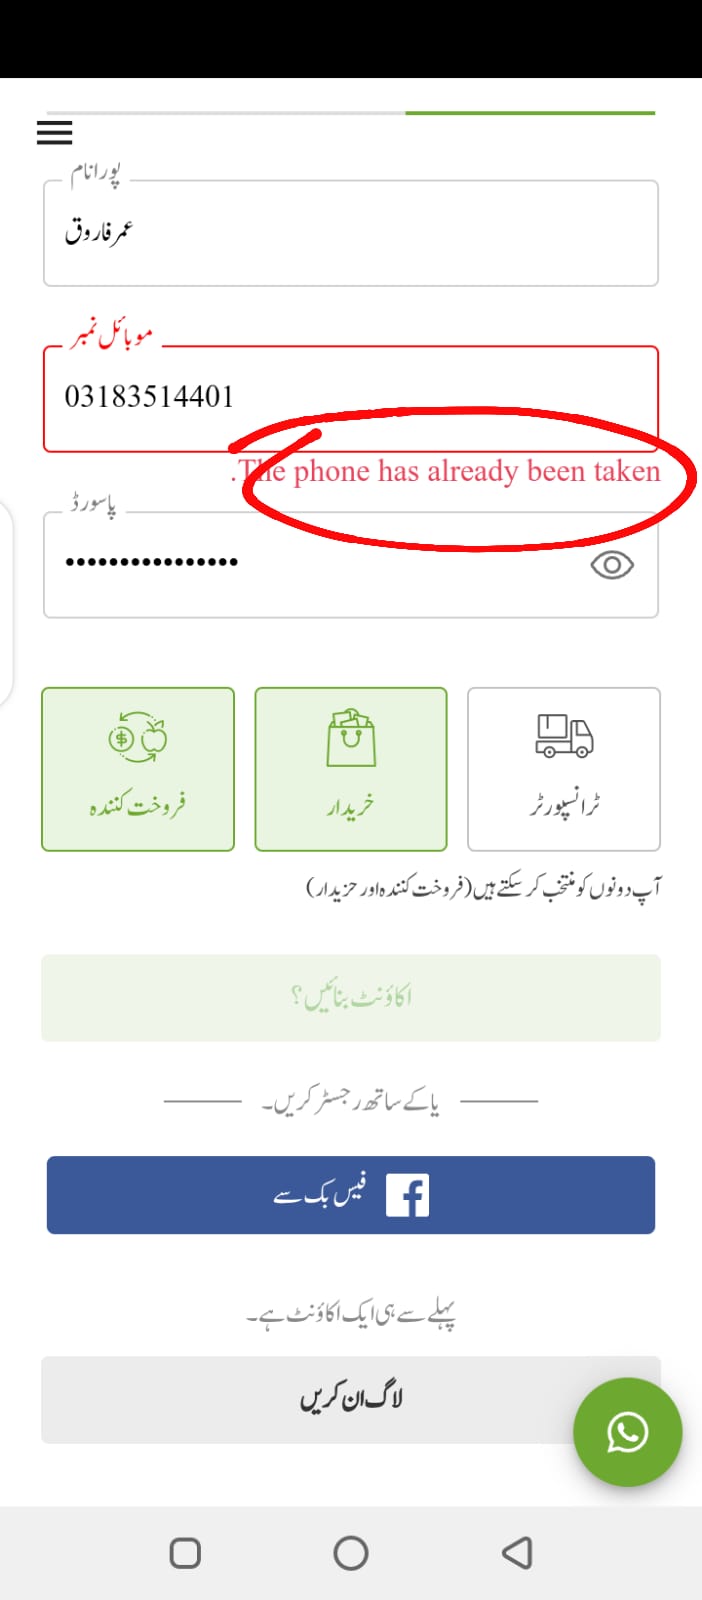 پورا نام
عمر فاروق
موبائل نمبر
03183514401
The phone has already been taken.
پاسورڈ
••••••••••••••••
فروخت کنندہ
خریدار
ٹرانسپورٹر
آپ دونوں کو منتخب کر سکتے ہیں (فروخت کنندہ اور خریدار)
اکاؤنٹ بنائیں؟
یا کے ساتھ رجسٹر کریں۔
فیس بک سے
پہلے سے ہی ایک اکاؤنٹ ہے۔
لاگ ان کریں